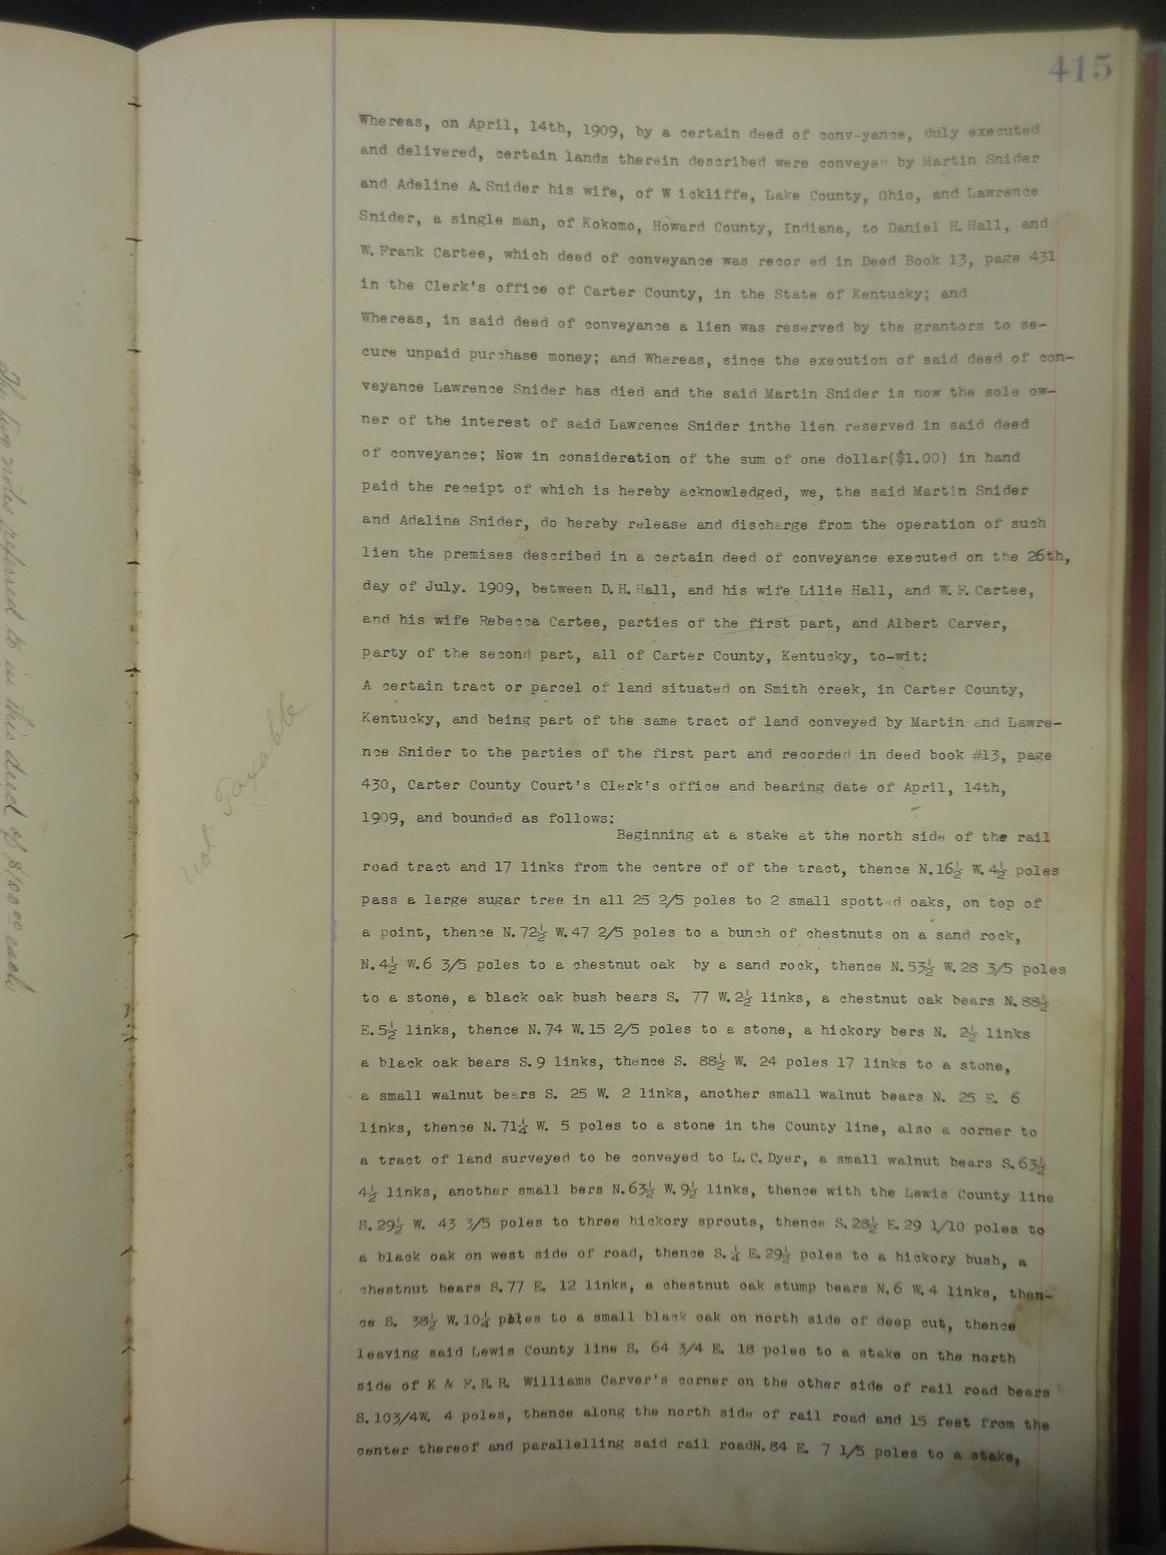 415
Whereas, on April, 14th, 1909, by a certain deed of conv-yance, duly executed
and delivered, certain lands therein described were conveyed by Martin Snider
and Adeline A. Snider his wife, of W ickliffe, Lake County, Ohio, and Lawrence
Snider, a single man, of Kokomo, Howard County, Indiana, to Daniel H. Hall, and
W. Frank Cartee, which deed of conveyance was recor ed in Deed Book 13, page 431
in the Clerk's office of Carter County, in the State of Kentucky; and
Whereas, in said deed of conveyance a lien was reserved by the grantors to se-
cure unpaid purchase money; and Whereas, since the execution of said deed of con-
veyance Lawrence Snider has died and the said Martin Snider is now the sole ow-
ner of the interest of said Lawrence Snider inthe lien reserved in said deed
of conveyance; Now in consideration of the sum of one dollar($1.00) in hand
paid the receipt of which is hereby acknowledged, we, the said Martin Snider
and Adaline Snider, do hereby release and discharge from the operation of such
lien the premises described in a certain deed of conveyance executed on the 26th,
day of July. 1909, between D. H. Hall, and his wife Lilie Hall, and W. F. Cartee,
and his wife Rebecca Cartee, parties of the first part, and Albert Carver,
party of the second part, all of Carter County, Kentucky, to-wit:
A certain tract or parcel of land situated on Smith creek, in Carter County,
Kentucky, and being part of the same tract of land conveyed by Martin and Lawre-
nce Snider to the parties of the first part and recorded in deed book #13, page
430, Carter County Court's Clerk's office and bearing date of April, 14th,
1909, and bounded as follows:
Beginning at a stake at the north side of the rail
road tract and 17 links from the centre of of the tract, thence N.16½ W.4½ poles
pass a large sugar tree in all 25 2/5 poles to 2 small spotted oaks, on top of
a point, thence N.72½ W.47 2/5 poles to a bunch of chestnuts on a sand rock,
N.4½ W.6 3/5 poles to a chestnut oak by a sand rock, thence N.53½ W.28 3/5 poles
to a stone, a black oak bush bears S. 77 W.2½ links, a chestnut oak bears N.88½
E.5½ links, thence N.74 W.15 2/5 poles to a stone, a hickory bers N. 2½ links
a black oak bears S.9 links, thence S. 88½ W. 24 poles 17 links to a stone,
a small walnut bears S. 25 W. 2 links, another small walnut bears N. 25 E. 6
links, thence N.71¼ W. 5 poles to a stone in the County line, also a corner to
a tract of land surveyed to be conveyed to L.C.Dyer, a small walnut bears S.63½
4½ links, another small bers N.63½ W.9½ links, thence with the Lewis County line
S.29½ W. 43 3/5 poles to three hickory sprouts, thence S.28½ E.29 1/10 poles to
a black oak on west side of road, thence S.¼ E.29½ poles to a hickory bush, a
chestnut bears S.77 E. 12 links, a chestnut oak stump bears N.6 W.4 links, then-
ce S. 38½ W.10¼ poles to a small black oak on north side of deep cut, thence
leaving said Lewis County line S. 64 3/4 E. 18 poles to a stake on the north
side of K & F.R.R. Williams Carver's corner on the other side of rail road bears
S.103/4W. 4 poles, thence along the north side of rail road and 15 feet from the
center thereof and parallelling said rail roadN.84 E. 7 1/5 poles to a stake,
not Taxable
The two notes referred to in this deed of $100.00 each